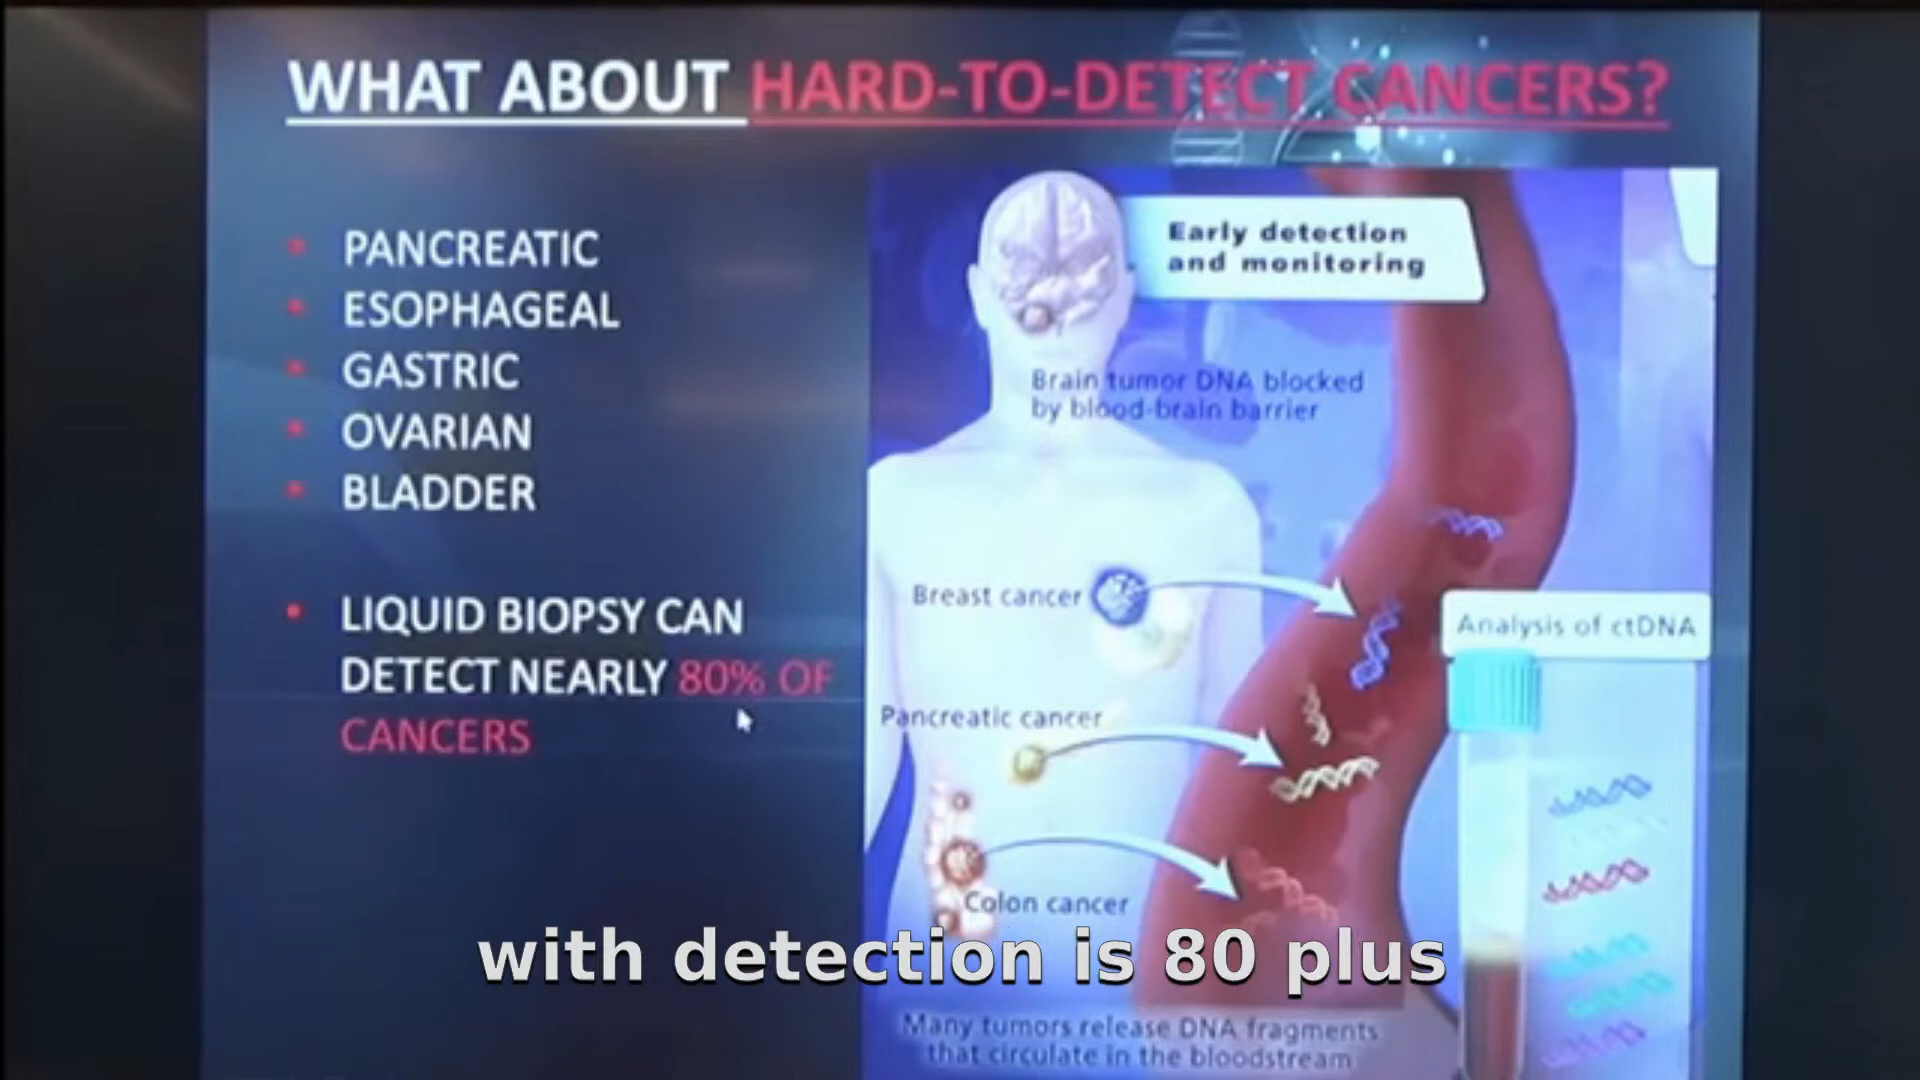 WHAT ABOUT HARD-TO-DETECT CANCERS?
• PANCREATIC
• ESOPHAGEAL
• GASTRIC
• OVARIAN
• BLADDER
• LIQUID BIOPSY CAN
DETECT NEARLY 80% OF
CANCERS
Early detection
and monitoring
Brain tumor DNA blocked
by blood-brain barrier
Breast cancer
Analysis of ctDNA
Pancreatic cancer
Colon cancer
with detection is 80 plus
Many tumors release DNA fragments
that circulate in the bloodstream.